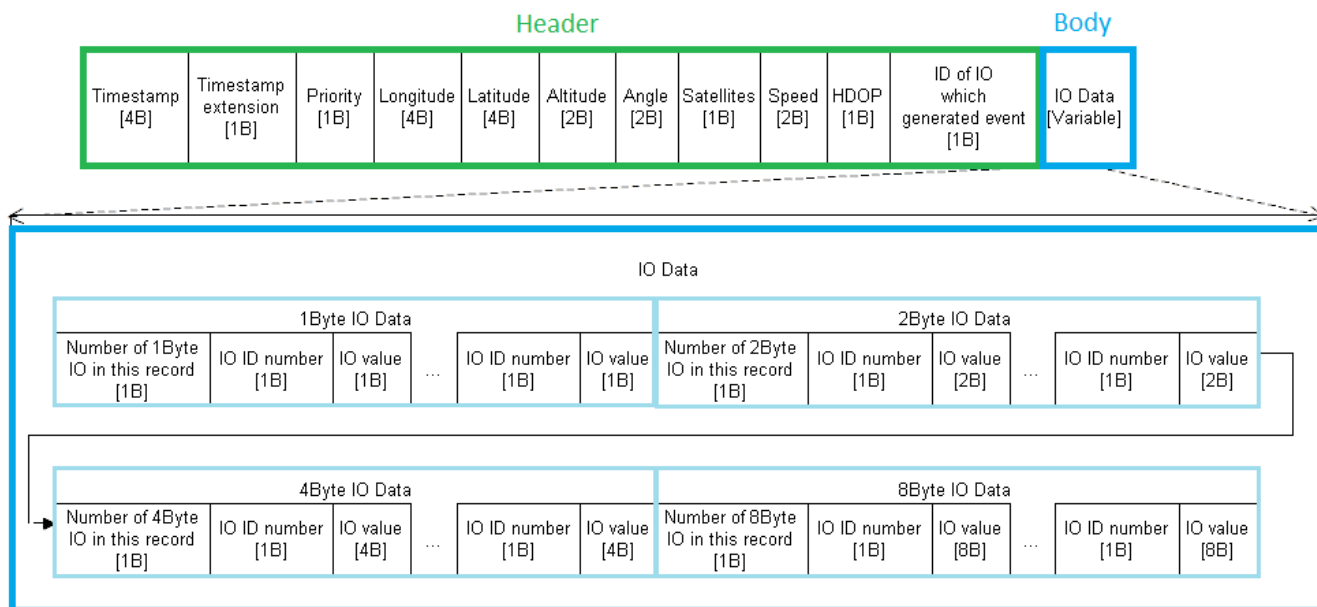 Header
Body
Timestamp
[4B]
Timestamp
extension
[1B]
Priority
[1B]
Longitude
[4B]
Latitude
[4B]
Altitude
[2B]
Angle
[2B]
Satellites
[1B]
Speed
[2B]
HDOP
[1B]
ID of IO
which
generated event
[1B]
IO Data
[Variable]
IO Data
1Byte IO Data
Number of 1Byte
IO in this record
[1B]
IO ID number
[1B]
IO value
[1B]
...
IO ID number
[1B]
IO value
[1B]
2Byte IO Data
Number of 2Byte
IO in this record
[1B]
IO ID number
[1B]
IO value
[2B]
...
IO ID number
[1B]
IO value
[2B]
4Byte IO Data
Number of 4Byte
IO in this record
[1B]
IO ID number
[1B]
IO value
[4B]
...
IO ID number
[1B]
IO value
[4B]
8Byte IO Data
Number of 8Byte
IO in this record
[1B]
IO ID number
[1B]
IO value
[8B]
...
IO ID number
[1B]
IO value
[8B]